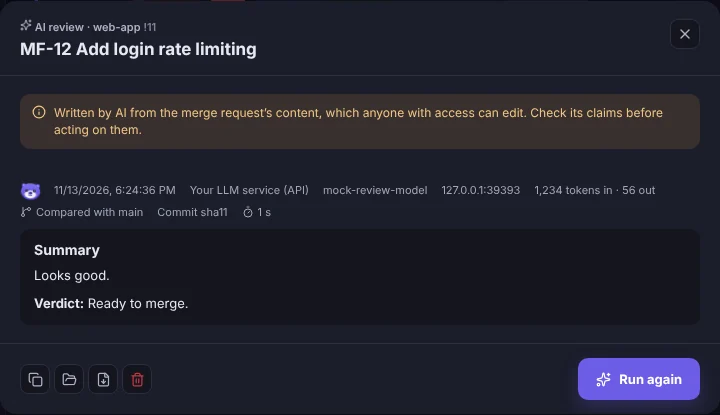 AI review · web-app !11
MF-12 Add login rate limiting
Written by AI from the merge request's content, which anyone with access can edit. Check its claims before
acting on them.
11/13/2026, 6:24:36 PM Your LLM service (API) mock-review-model 127.0.0.1:39393 1,234 tokens in · 56 out
Compared with main Commit sha11 1 s
Summary
Looks good.
Verdict: Ready to merge.
Run again